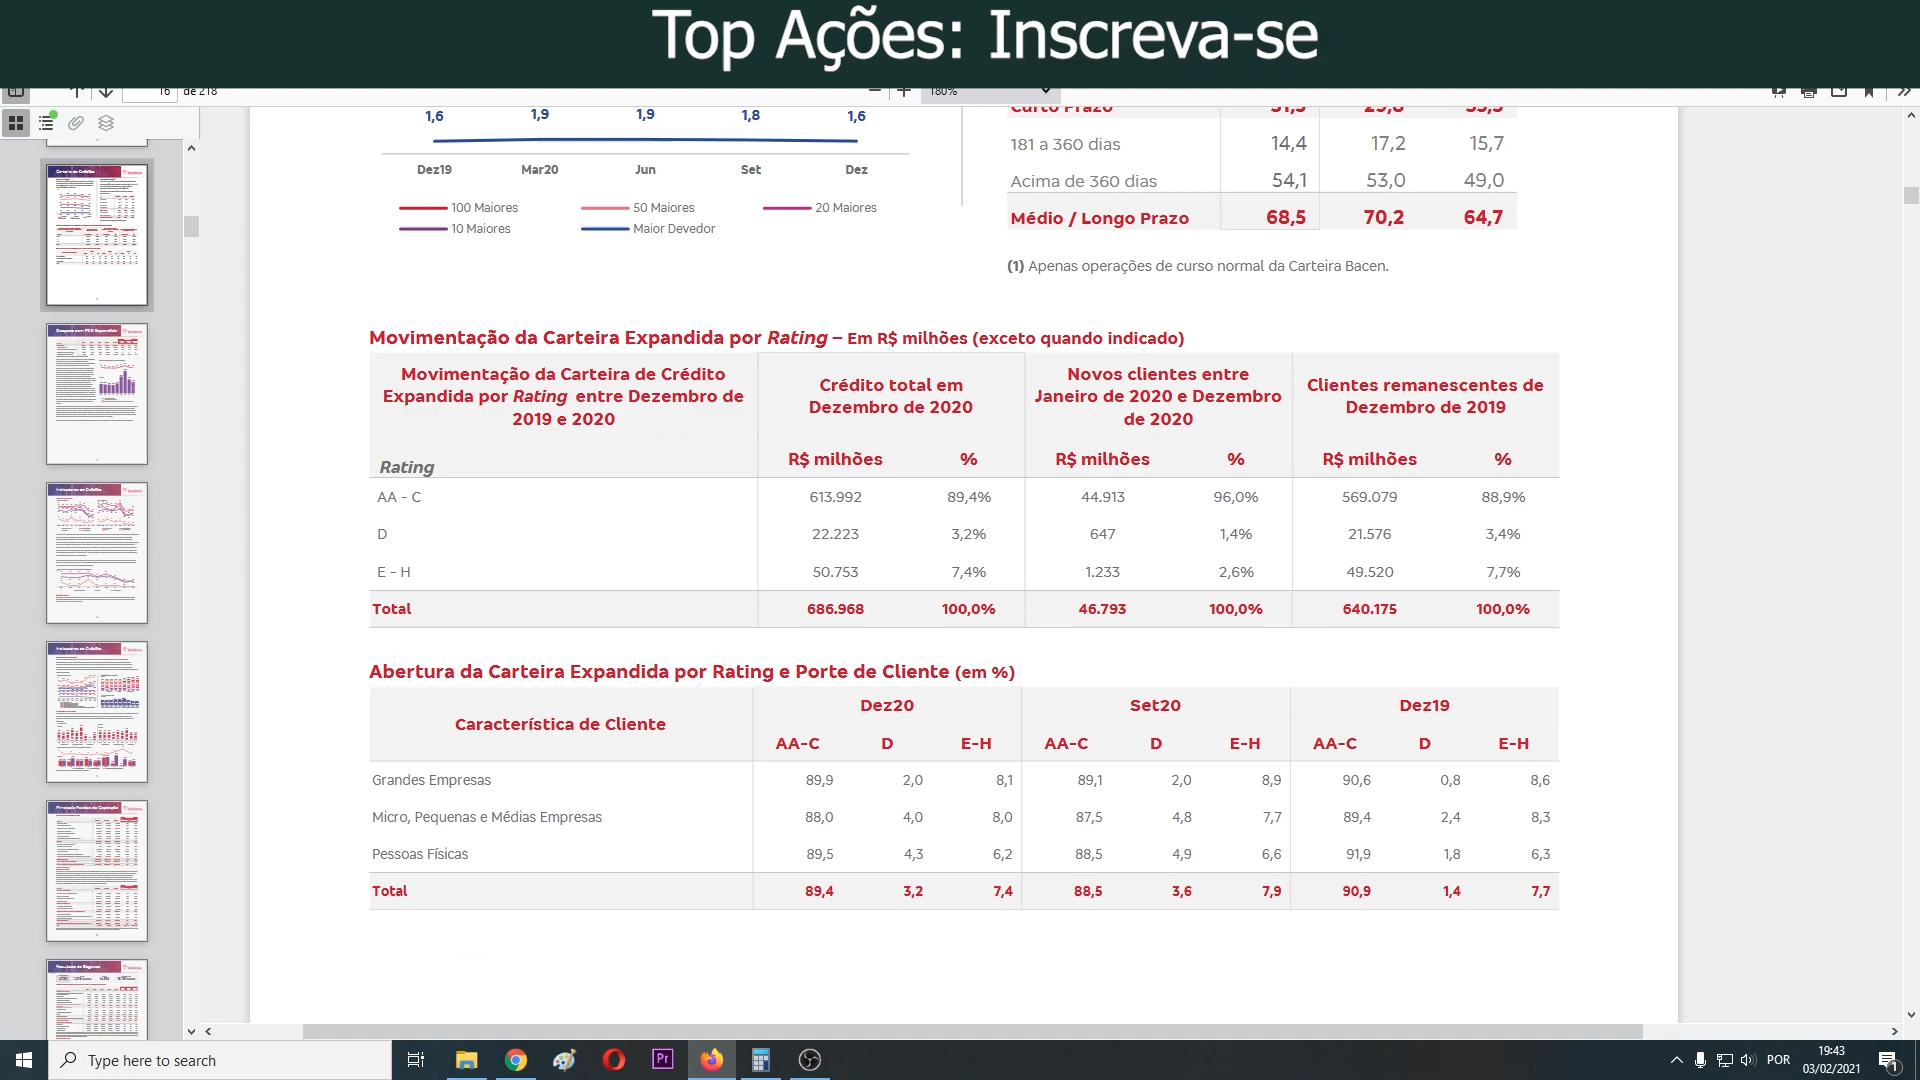 Top Ações: Inscreva-se
16 de 218 180%
1,6 1,9 1,9 1,8 1,6
Dez19 Mar20 Jun Set Dez
100 Maiores 50 Maiores 20 Maiores
10 Maiores Maior Devedor
Curto Prazo
181 a 360 dias 14,4 17,2 15,7
Acima de 360 dias 54,1 53,0 49,0
Médio / Longo Prazo 68,5 70,2 64,7
(1) Apenas operações de curso normal da Carteira Bacen.
Movimentação da Carteira Expandida por Rating – Em R$ milhões (exceto quando indicado)
Movimentação da Carteira de Crédito
Expandida por Rating entre Dezembro de
2019 e 2020
Rating
Crédito total em
Dezembro de 2020
Novos clientes entre
Janeiro de 2020 e Dezembro
de 2020
Clientes remanescentes de
Dezembro de 2019
R$ milhões % R$ milhões % R$ milhões %
AA - C 613.992 89,4% 44.913 96,0% 569.079 88,9%
D 22.223 3,2% 647 1,4% 21.576 3,4%
E - H 50.753 7,4% 1.233 2,6% 49.520 7,7%
Total 686.968 100,0% 46.793 100,0% 640.175 100,0%
Abertura da Carteira Expandida por Rating e Porte de Cliente (em %)
Característica de Cliente
Dez20 Set20 Dez19
AA-C D E-H AA-C D E-H AA-C D E-H
Grandes Empresas 89,9 2,0 8,1 89,1 2,0 8,9 90,6 0,8 8,6
Micro, Pequenas e Médias Empresas 88,0 4,0 8,0 87,5 4,8 7,7 89,4 2,4 8,3
Pessoas Físicas 89,5 4,3 6,2 88,5 4,9 6,6 91,9 1,8 6,3
Total 89,4 3,2 7,4 88,5 3,6 7,9 90,9 1,4 7,7
Type here to search
Pr
POR
19:43
03/02/2021
1